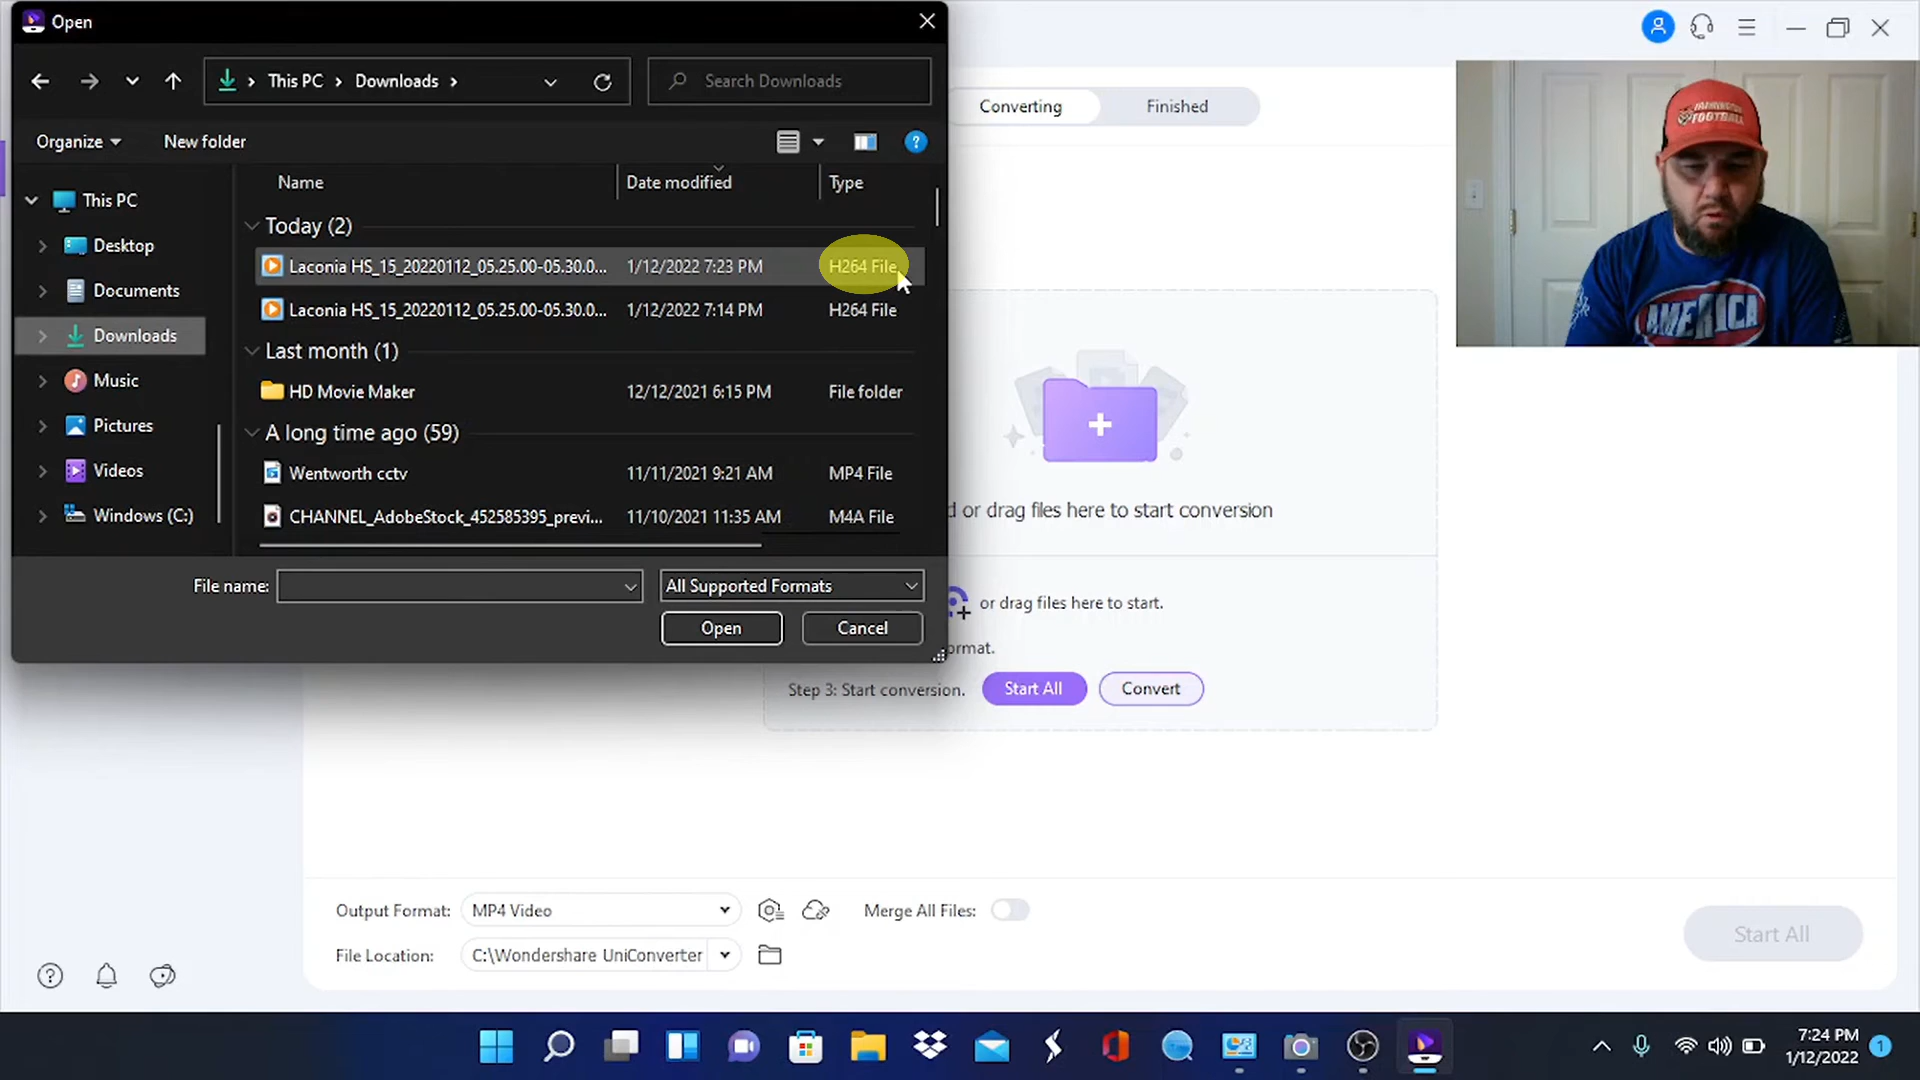 Open
This PC
Downloads
Search Downloads
Organize
New folder
Name
Date modified
Type
This PC
Desktop
Documents
Downloads
Music
Pictures
Videos
Windows (C:)
Today (2)
Laconia HS_15_20220112_05.25.00-05.30.0... 1/12/2022 7:23 PM H264 File
Laconia HS_15_20220112_05.25.00-05.30.0... 1/12/2022 7:14 PM H264 File
Last month (1)
HD Movie Maker 12/12/2021 6:15 PM File folder
A long time ago (59)
Wentworth cctv 11/11/2021 9:21 AM MP4 File
CHANNEL_AdobeStock_452585395_previ... 11/10/2021 11:35 AM M4A File
File name:
All Supported Formats
Open
Cancel
Converting
Finished
FOOTBALL
AMERICA
or drag files here to start conversion
or drag files here to start.
ormat.
Step 3: Start conversion. Start All Convert
Output Format: MP4 Video
Merge All Files:
File Location: C:\Wondershare UniConverter
Start All
7:24 PM
1/12/2022
1